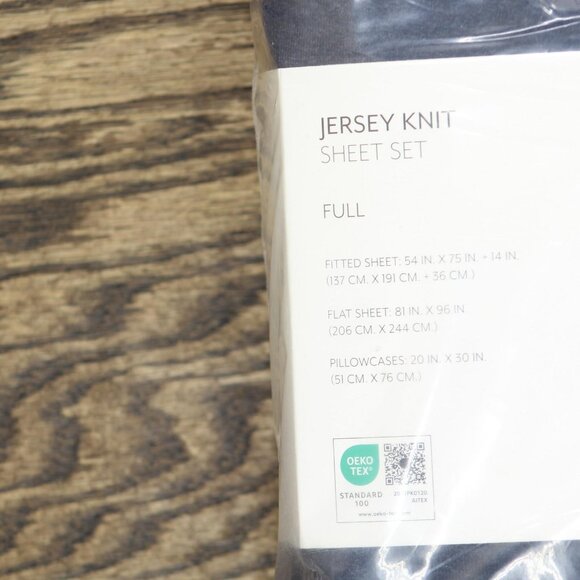 JERSEY KNIT
SHEET SET
FULL
FITTED SHEET: 54 IN. X 75 IN. + 14 IN.
(137 CM. X 191 CM. + 36 CM.)
FLAT SHEET: 81 IN. X 96 IN.
(206 CM. X 244 CM.)
PILLOWCASES: 20 IN. X 30 IN.
(51 CM. X 76 CM.)
OEKO
TEX®
STANDARD
100
AITEX